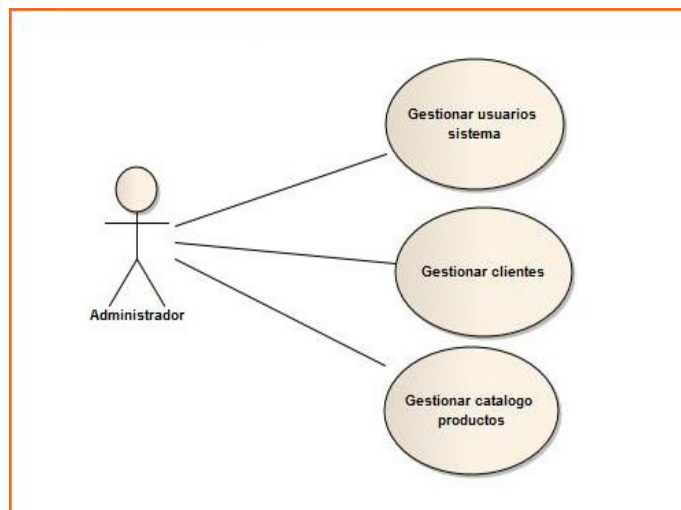 Gestionar usuarios
sistema
Gestionar clientes
Administrador
Gestionar catalogo
productos